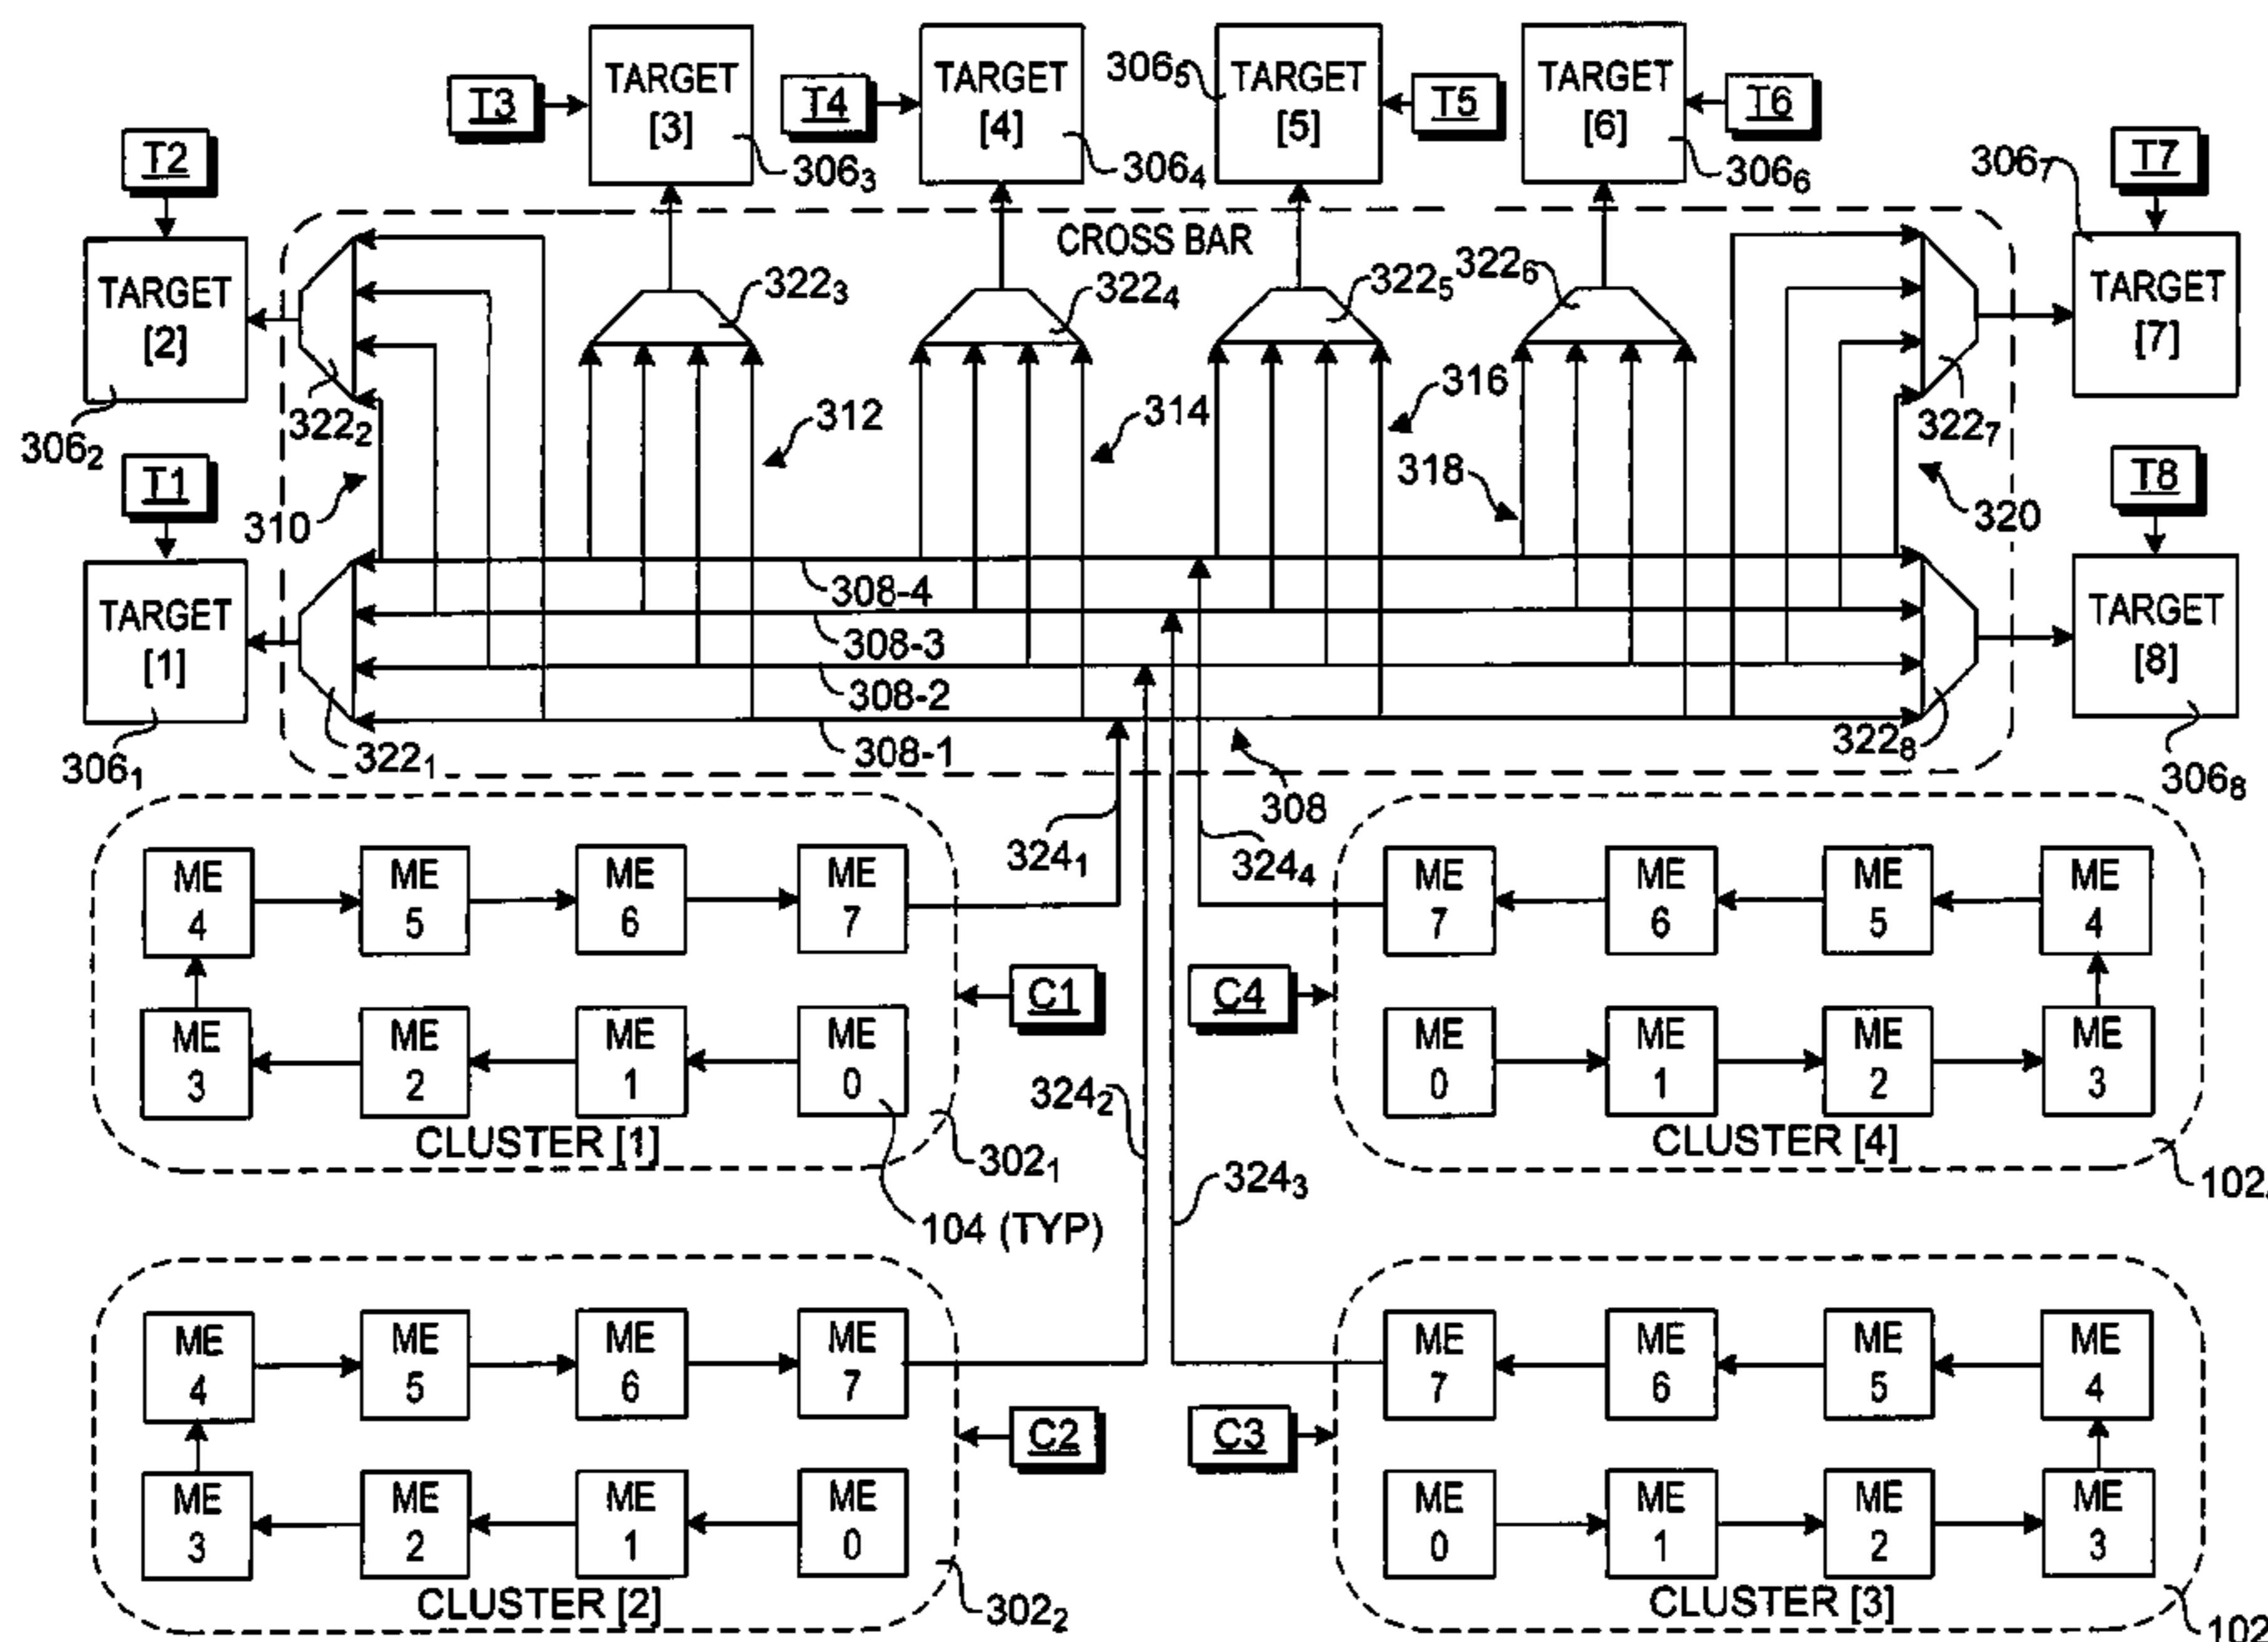 TARGET
[3]
TARGET
[4]
TARGET
[5]
TARGET
[6]
T3
T4
306₅
T5
T6
306₃
306₄
306₆
306₇
T2
T7
CROSS BAR
TARGET
[2]
TARGET
[7]
322₃
322₄
322₅
322₆
322₂
322₇
306₂
312
314
316
318
T1
T8
310
320
TARGET
[1]
TARGET
[8]
308-4
308-3
308-2
308-1
322₁
322₈
306₁
306₈
308
324₁
324₄
ME
4
ME
5
ME
6
ME
7
ME
7
ME
6
ME
5
ME
4
C1
C4
ME
3
ME
2
ME
1
ME
0
ME
0
ME
1
ME
2
ME
3
CLUSTER [1]
302₁
CLUSTER [4]
102
324₂
324₃
104 (TYP)
ME
4
ME
5
ME
6
ME
7
ME
7
ME
6
ME
5
ME
4
C2
C3
ME
3
ME
2
ME
1
ME
0
ME
0
ME
1
ME
2
ME
3
CLUSTER [2]
302₂
CLUSTER [3]
102